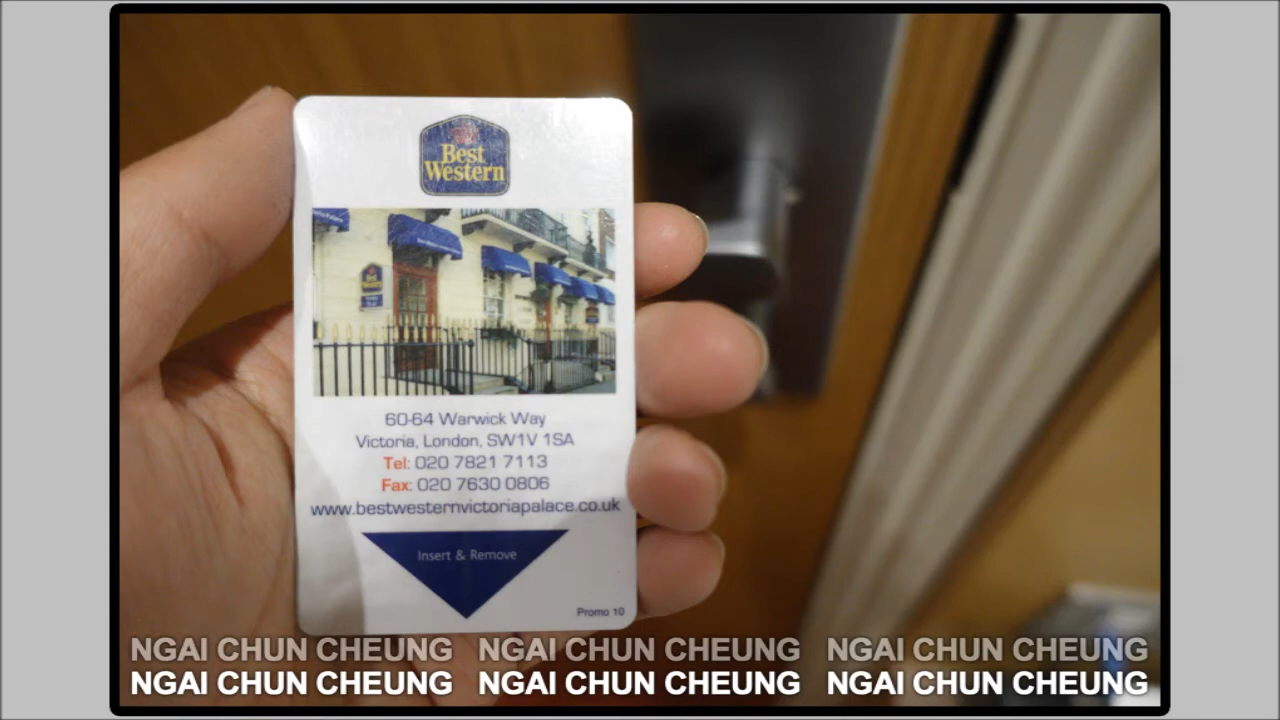 Best
Western
60-64 Warwick Way
Victoria, London, SW1V 1SA
Tel: 020 7821 7113
Fax: 020 7630 0806
www.bestwesternvictoriapalace.co.uk
Insert & Remove
Promo 10
NGAI CHUN CHEUNG NGAI CHUN CHEUNG NGAI CHUN CHEUNG
NGAI CHUN CHEUNG NGAI CHUN CHEUNG NGAI CHUN CHEUNG